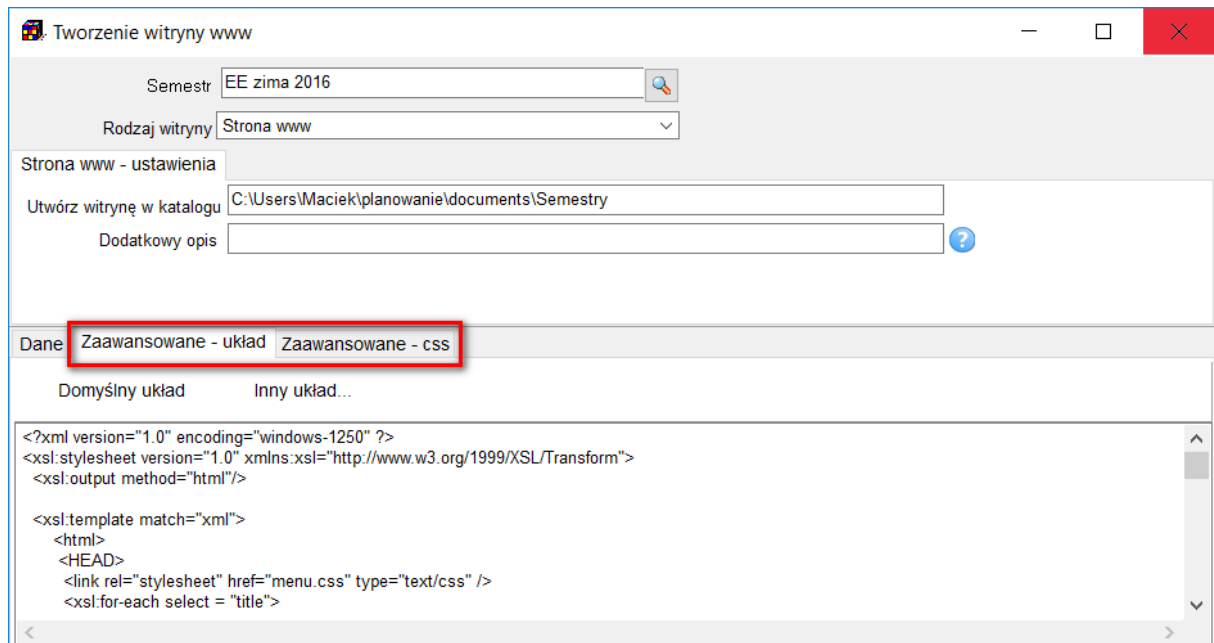 Tworzenie witryny www
Semestr EE zima 2016
Rodzaj witryny Strona www
Strona www - ustawienia
Utwórz witrynę w katalogu C:\Users\Maciek\planowanie\documents\Semestry
Dodatkowy opis
Dane Zaawansowane - układ Zaawansowane - css
Domyślny układ Inny układ...
<?xml version="1.0" encoding="windows-1250" ?>
<xsl:stylesheet version="1.0" xmlns:xsl="http://www.w3.org/1999/XSL/Transform">
<xsl:output method="html"/>
<xsl:template match="xml">
<html>
<HEAD>
<link rel="stylesheet" href="menu.css" type="text/css" />
<xsl:for-each select = "title">